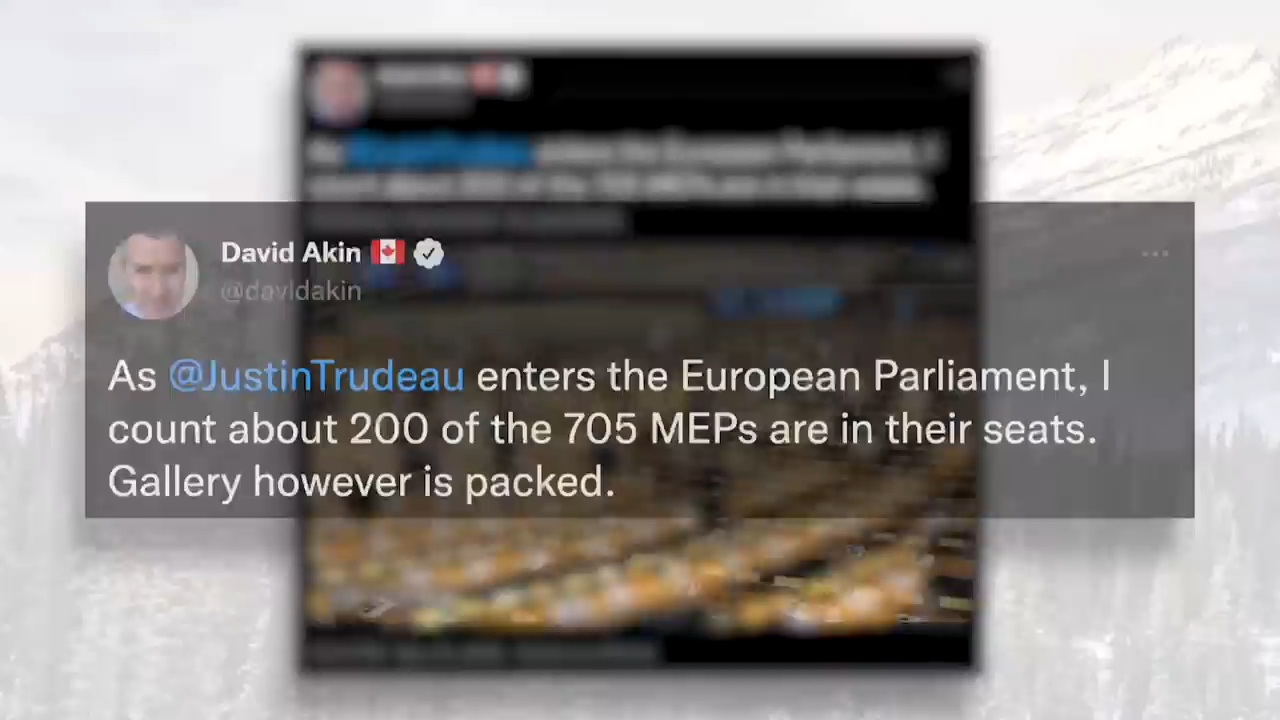 David Akin 🇨🇦
@davidakin
As @JustinTrudeau enters the European Parliament, I
count about 200 of the 705 MEPs are in their seats.
Gallery however is packed.